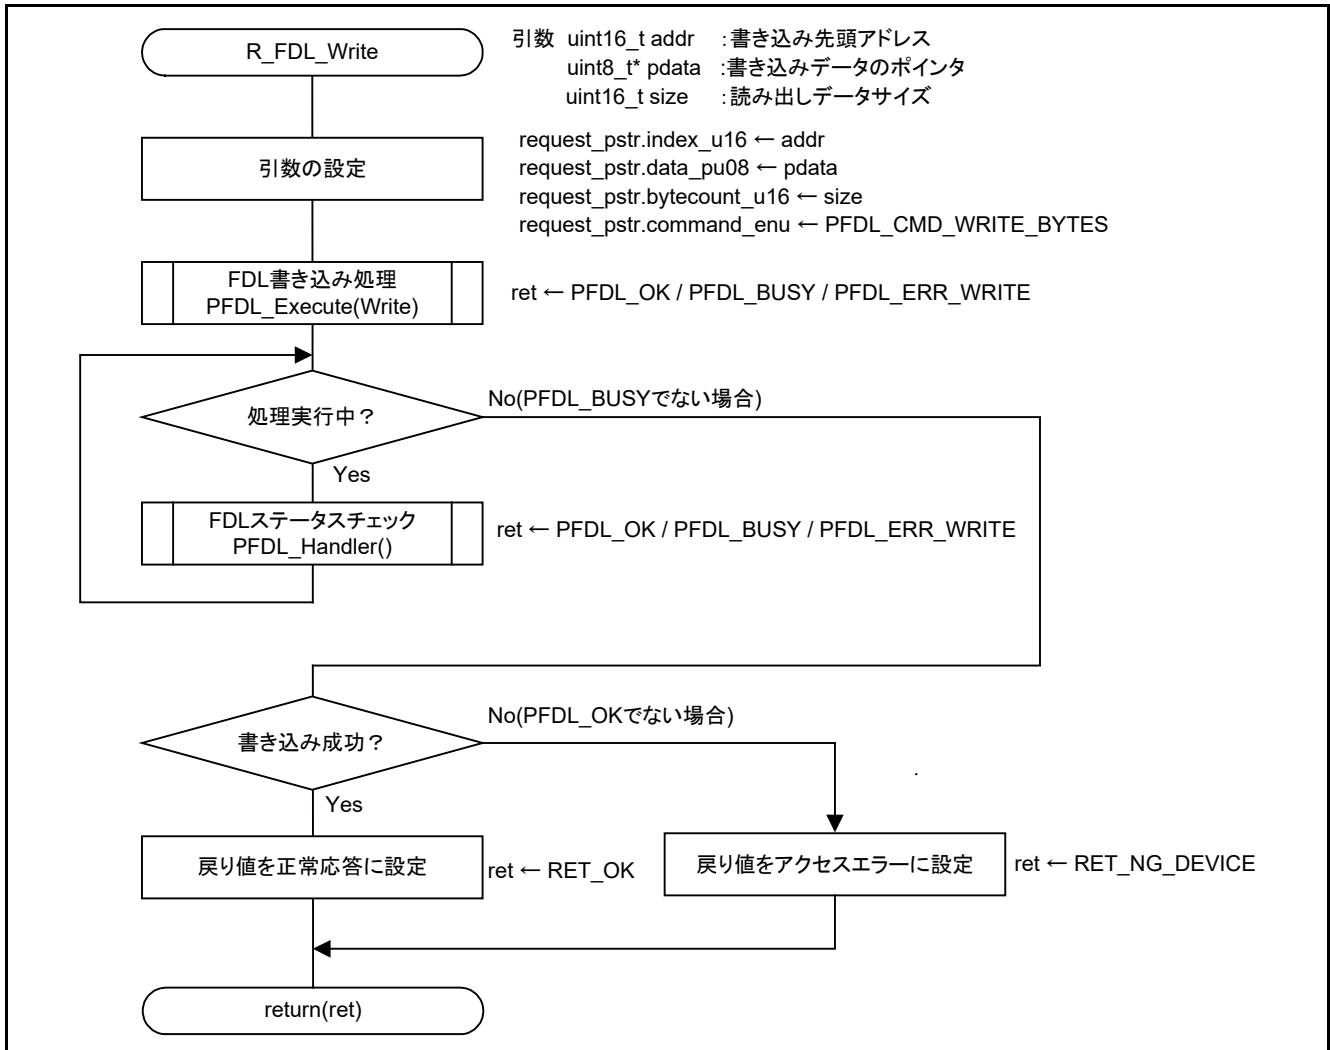 R_FDL_Write
引数 uint16_t addr :書き込み先頭アドレス
uint8_t* pdata :書き込みデータのポインタ
uint16_t size :読み出しデータサイズ
引数の設定
request_pstr.index_u16 ← addr
request_pstr.data_pu08 ← pdata
request_pstr.bytecount_u16 ← size
request_pstr.command_enu ← PFDL_CMD_WRITE_BYTES
FDL書き込み処理
PFDL_Execute(Write)
ret ← PFDL_OK / PFDL_BUSY / PFDL_ERR_WRITE
処理実行中？
No(PFDL_BUSYでない場合)
Yes
FDLステータスチェック
PFDL_Handler()
ret ← PFDL_OK / PFDL_BUSY / PFDL_ERR_WRITE
書き込み成功？
No(PFDL_OKでない場合)
Yes
戻り値を正常応答に設定
ret ← RET_OK
戻り値をアクセスエラーに設定
ret ← RET_NG_DEVICE
return(ret)